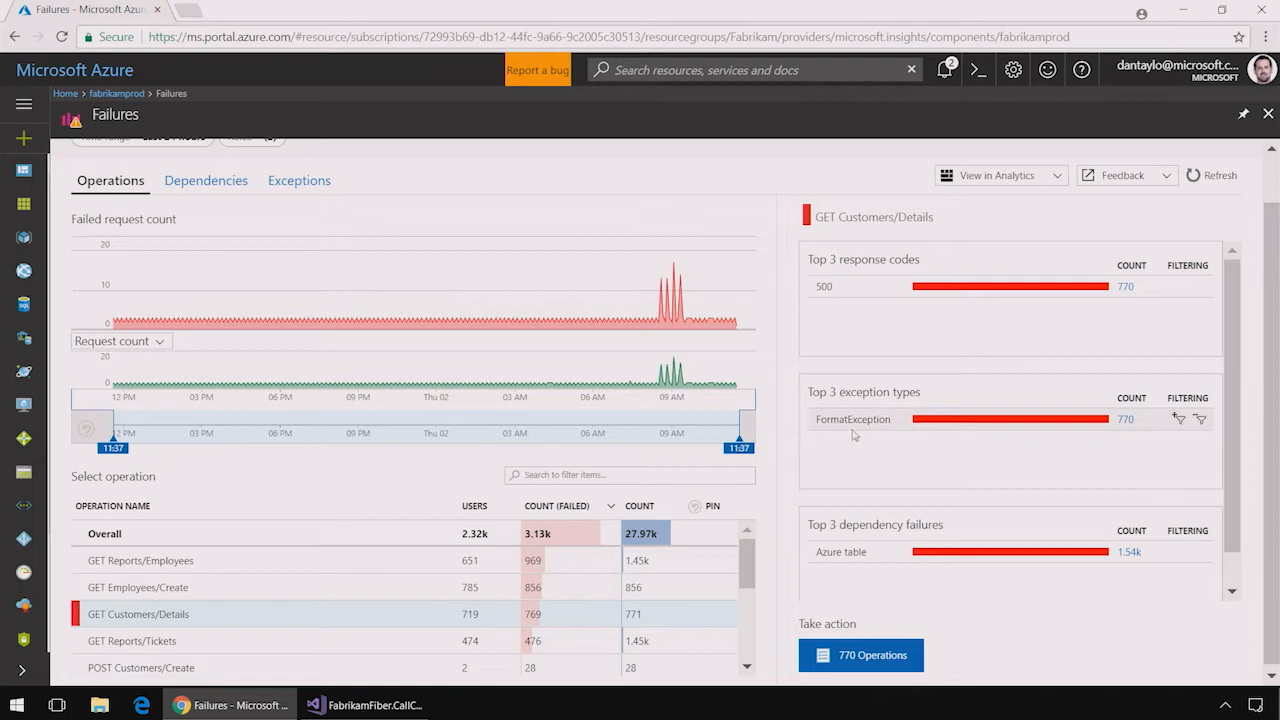 Failures - Microsoft Azu
Secure
https://ms.portal.azure.com/#resource/subscriptions/72993b69-db12-44fc-9a66-9c2005c30513/resourcegroups/Fabrikam/providers/microsoft.insights/components/fabrikamprod
Microsoft Azure
Report a bug
Search resources, services and docs
2
dantaylo@microsoft.c...
MICROSOFT
Home
fabrikamprod
Failures
Failures
Operations
Dependencies
Exceptions
View in Analytics
Feedback
Refresh
Failed request count
20
10
0
Request count
20
0
12 PM 03 PM 06 PM 09 PM Thu 02 03 AM 06 AM 09 AM
12 PM 03 PM 06 PM 09 PM Thu 02 03 AM 06 AM 09 AM
11:37 11:37
Select operation
Search to filter items...
OPERATION NAME USERS COUNT (FAILED) COUNT PIN
Overall 2.32k 3.13k 27.97k
GET Reports/Employees 651 969 1.45k
GET Employees/Create 785 856 856
GET Customers/Details 719 769 771
GET Reports/Tickets 474 476 1.45k
POST Customers/Create 2 28 28
GET Customers/Details
Top 3 response codes
COUNT FILTERING
500 770
Top 3 exception types
COUNT FILTERING
FormatException 770
Top 3 dependency failures
COUNT FILTERING
Azure table 1.54k
Take action
770 Operations
Failures - Microsoft ...
FabrikamFiber.CallC...